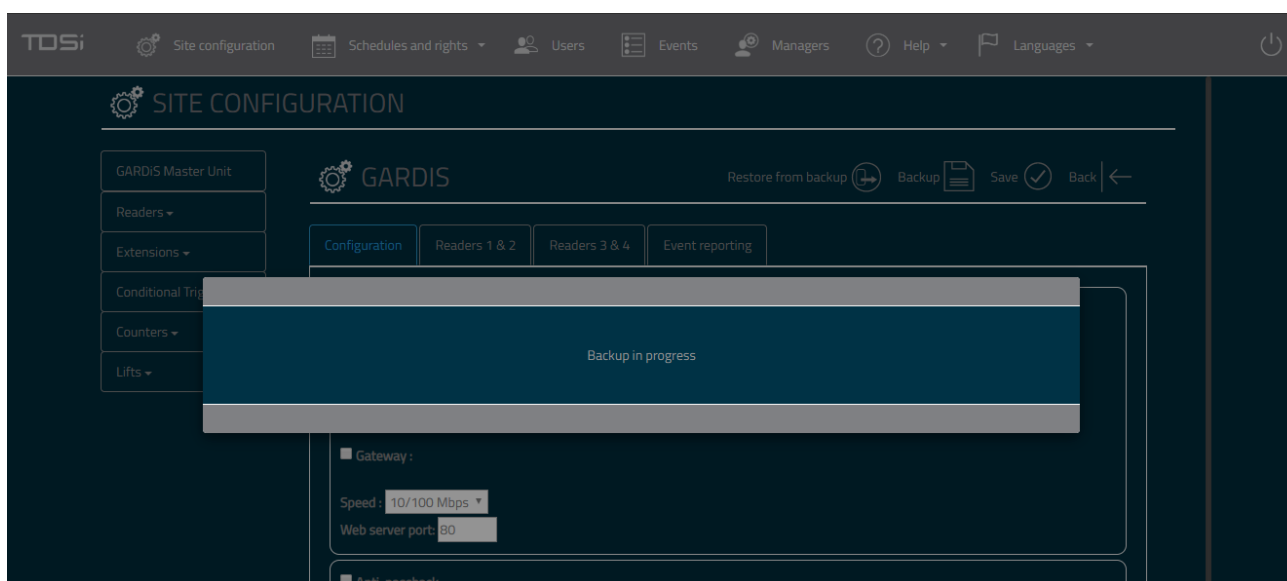 TDSi Site configuration Schedules and rights Users Events Managers Help Languages
SITE CONFIGURATION
GARDiS Master Unit
Readers
Extensions
Conditional Trig
Counters
Lifts
GARDIS
Restore from backup Backup Save Back
Configuration Readers 1 & 2 Readers 3 & 4 Event reporting
Backup in progress
Gateway :
Speed : 10/100 Mbps
Web server port: 80